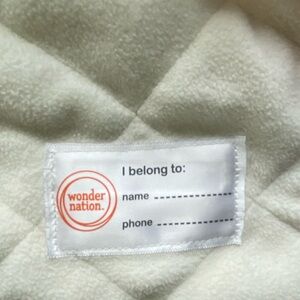 wonder
nation.
I belong to:
name ----------------
phone ----------------